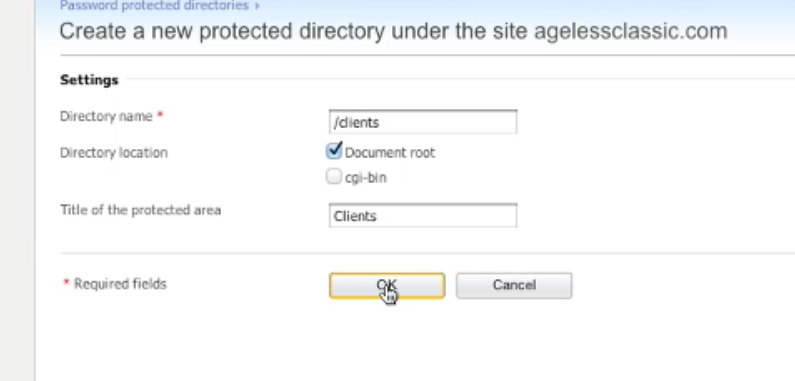 Password protected directories
Create a new protected directory under the site agelessclassic.com
Settings
Directory name *
/clients
Directory location
Document root
cgi-bin
Title of the protected area
Clients
* Required fields
OK
Cancel